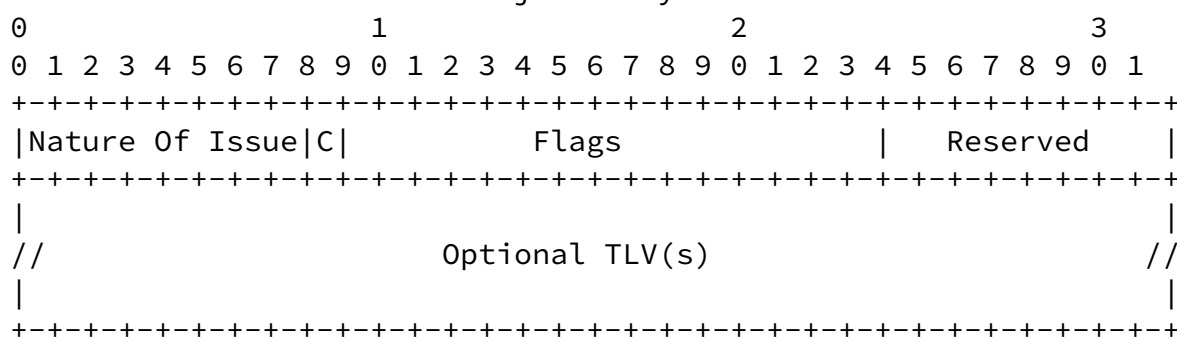 0                   1                   2                   3
0 1 2 3 4 5 6 7 8 9 0 1 2 3 4 5 6 7 8 9 0 1 2 3 4 5 6 7 8 9 0 1
+-+-+-+-+-+-+-+-+-+-+-+-+-+-+-+-+-+-+-+-+-+-+-+-+-+-+-+-+-+-+-+-+
|Nature Of Issue|C|          Flags              |   Reserved    |
+-+-+-+-+-+-+-+-+-+-+-+-+-+-+-+-+-+-+-+-+-+-+-+-+-+-+-+-+-+-+-+-+
|                                                               |
//                      Optional TLV(s)                        //
|                                                               |
+-+-+-+-+-+-+-+-+-+-+-+-+-+-+-+-+-+-+-+-+-+-+-+-+-+-+-+-+-+-+-+-+